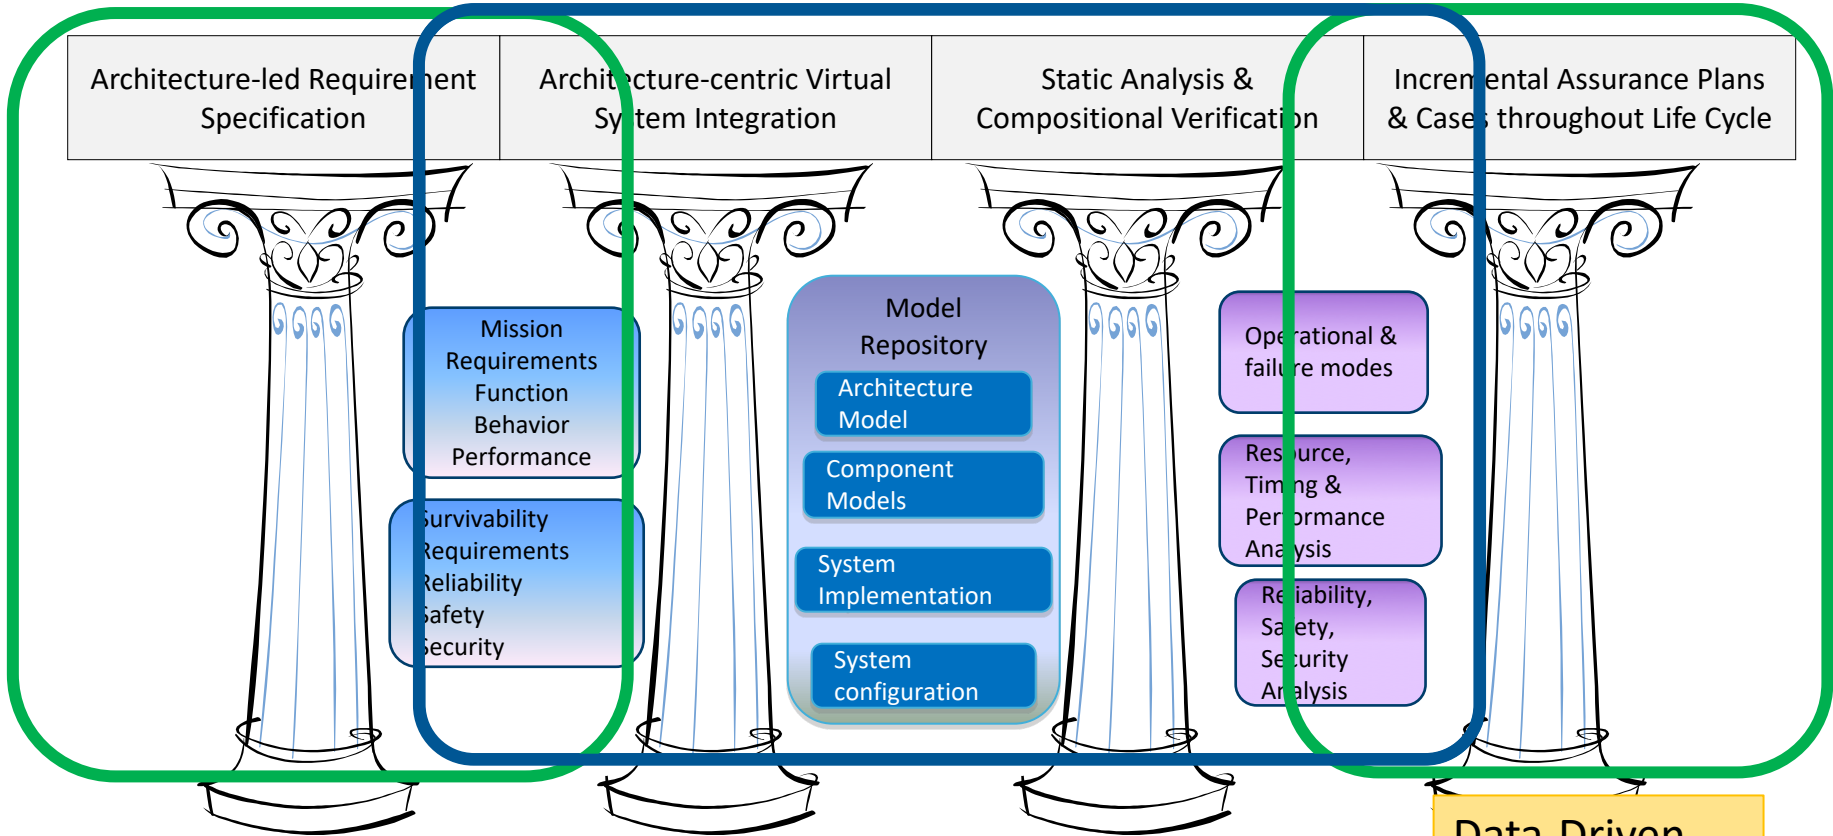 Architecture-led Requirement
Specification
Architecture-centric Virtual
System Integration
Static Analysis &
Compositional Verification
Incremental Assurance Plans
& Cases throughout Life Cycle
Mission
Requirements
Function
Behavior
Performance
Survivability
Requirements
Reliability
Safety
Security
Model
Repository
Architecture
Model
Component
Models
System
Implementation
System
configuration
Operational &
failure modes
Resource,
Timing &
Performance
Analysis
Reliability,
Safety,
Security
Analysis
Data-Driven